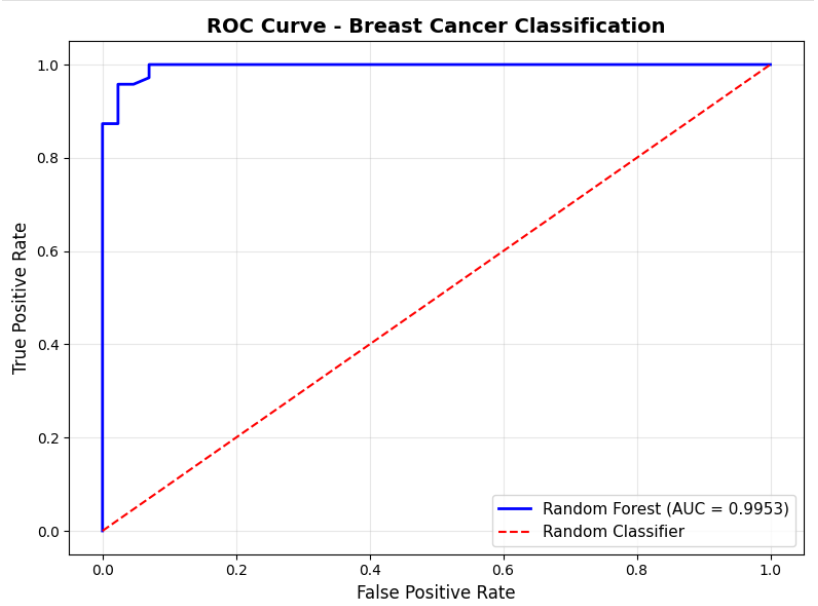 ROC Curve - Breast Cancer Classification
True Positive Rate
1.0
0.8
0.6
0.4
0.2
0.0
Random Forest (AUC = 0.9953)
Random Classifier
0.0 0.2 0.4 0.6 0.8 1.0
False Positive Rate